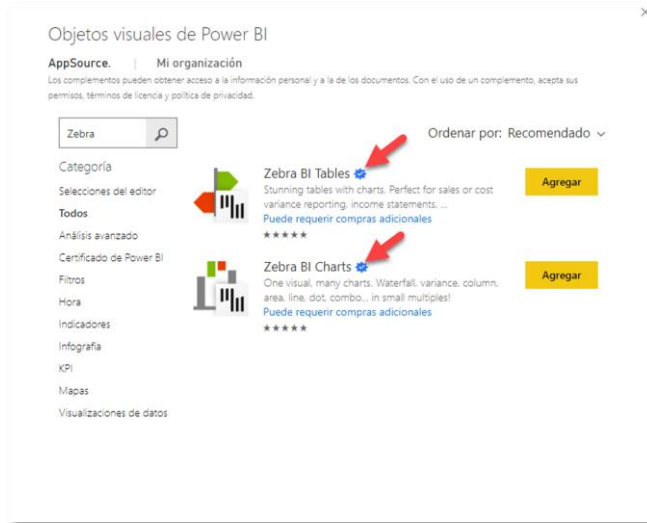 Objetos visuales de Power BI
AppSource. | Mi organización
Los complementos pueden obtener acceso a la información personal y a la de los documentos. Con el uso de un complemento, acepta sus
permisos, términos de licencia y política de privacidad.
Zebra
Ordenar por: Recomendado
Categoría
Selecciones del editor
Todos
Análisis avanzado
Certificado de Power BI
Filtros
Hora
Indicadores
Infografía
KPI
Mapas
Visualizaciones de datos
Zebra BI Tables
Stunning tables with charts. Perfect for sales or cost
variance reporting, income statements, ...
Puede requerir compras adicionales
Agregar
Zebra BI Charts
One visual, many charts. Waterfall, variance, column,
area, line, dot, combo... in small multiples!
Puede requerir compras adicionales
Agregar